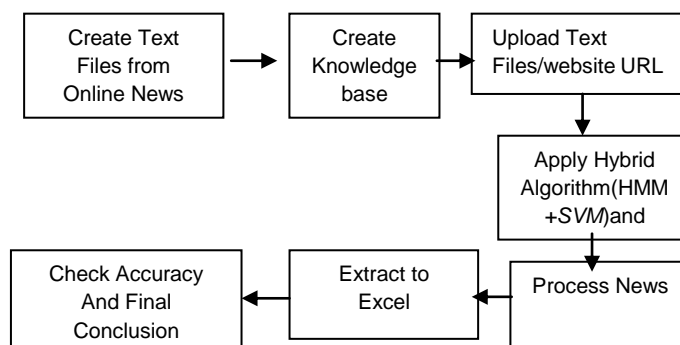 Create Text
Files from
Online News
Create
Knowledge
base
Upload Text
Files/website URL
Apply Hybrid
Algorithm(HMM
+SVM)and
Process News
Extract to
Excel
Check Accuracy
And Final
Conclusion